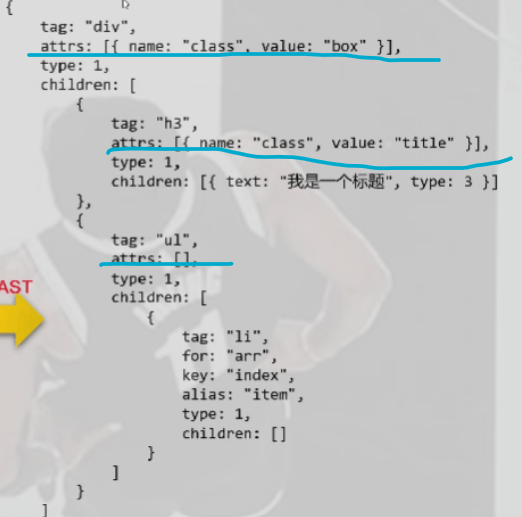 {
tag: "div",
attrs: [{ name: "class", value: "box" }],
type: 1,
children: [
{
tag: "h3",
attrs: [{ name: "class", value: "title" }],
type: 1,
children: [{ text: "我是一个标题", type: 3 }]
},
{
tag: "ul",
attrs: [],
type: 1,
AST
children: [
{
tag: "li",
for: "arr",
key: "index",
alias: "item",
type: 1,
children: []
}
]
}
]